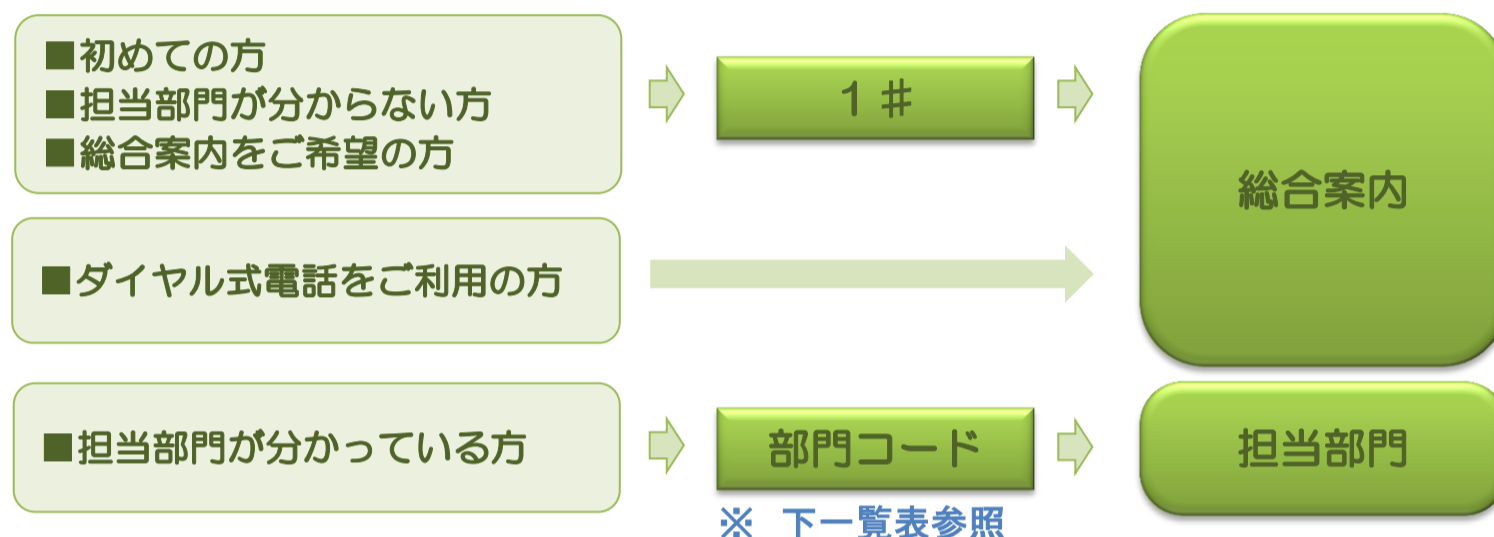 ■初めての方
■担当部門が分からない方
■総合案内をご希望の方
１＃
総合案内
■ダイヤル式電話をご利用の方
■担当部門が分かっている方
部門コード
担当部門
※　下一覧表参照